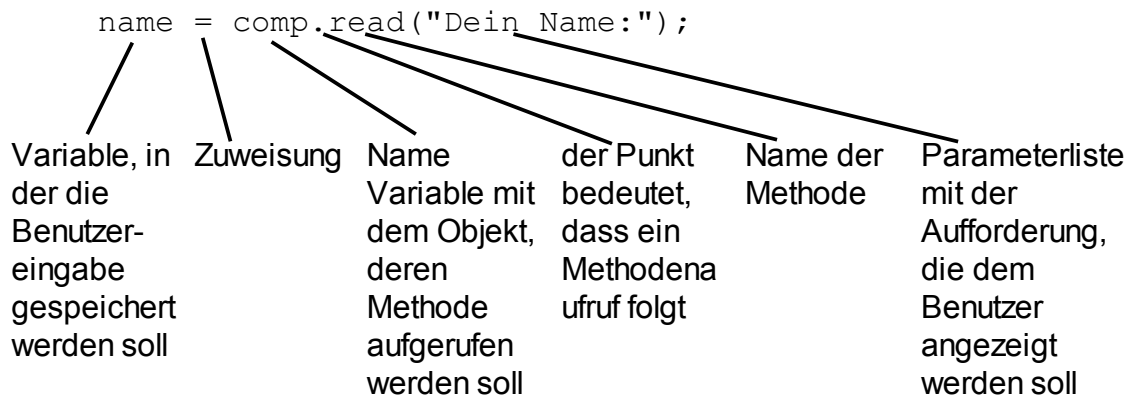 name = comp.read("Dein Name:");
Variable, in
der die
Benutzer-
eingabe
gespeichert
werden soll
Zuweisung
Name
Variable mit
dem Objekt,
deren
Methode
aufgerufen
werden soll
der Punkt
bedeutet,
dass ein
Methodena
ufruf folgt
Name der
Methode
Parameterliste
mit der
Aufforderung,
die dem
Benutzer
angezeigt
werden soll